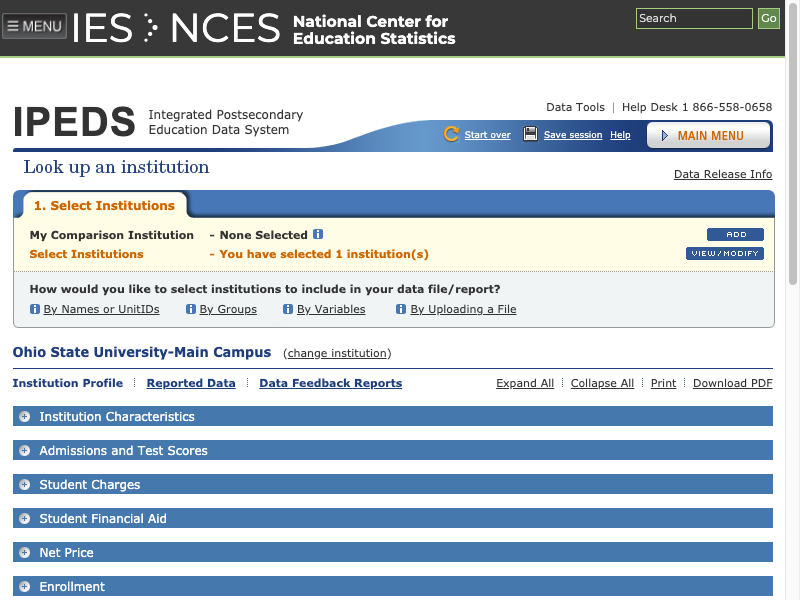 MENU
IES NCES
National Center for
Education Statistics
Search
Go
IPEDS
Integrated Postsecondary
Education Data System
Data Tools | Help Desk 1 866-558-0658
Start over
Save session
Help
MAIN MENU
Look up an institution
Data Release Info
1. Select Institutions
My Comparison Institution - None Selected
ADD
Select Institutions - You have selected 1 institution(s)
VIEW/MODIFY
How would you like to select institutions to include in your data file/report?
By Names or UnitIDs By Groups By Variables By Uploading a File
Ohio State University-Main Campus (change institution)
Institution Profile Reported Data Data Feedback Reports Expand All Collapse All Print Download PDF
Institution Characteristics
Admissions and Test Scores
Student Charges
Student Financial Aid
Net Price
Enrollment